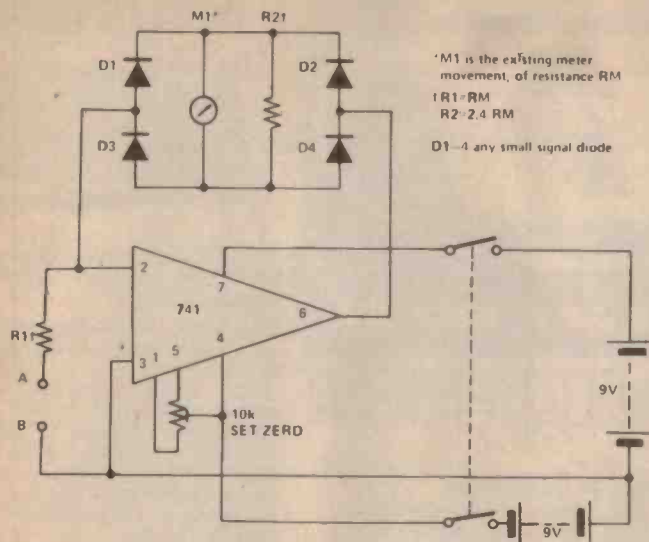 M1*
R2†
D1
D2
D3
D4
*M1 is the existing meter
movement, of resistance RM
† R1=RM
R2=2.4 RM
D1-4 any small signal diode
2
7
741
6
3
1
5
4
R1†
A
B
10k
SET ZERO
9V
9V